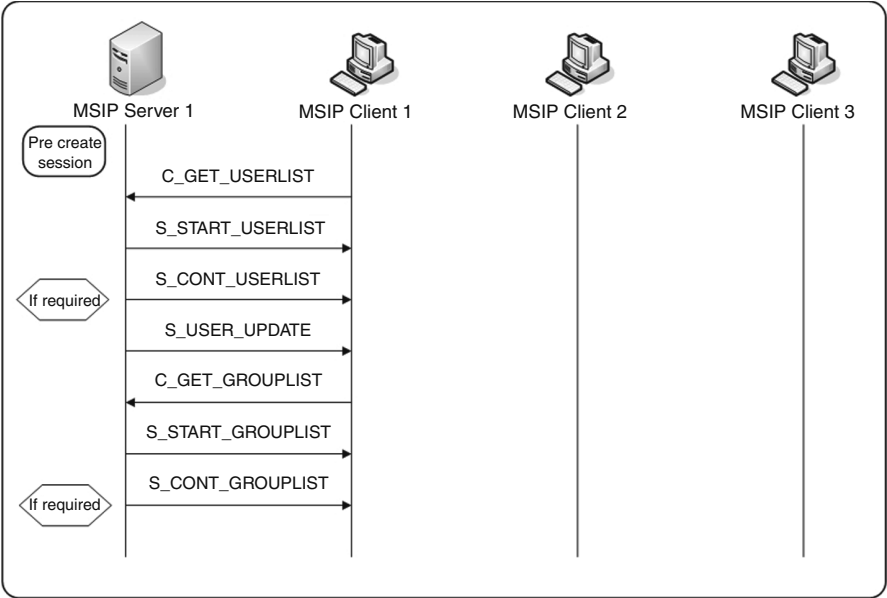 MSIP Server 1
MSIP Client 1
MSIP Client 2
MSIP Client 3
Pre create
session
C_GET_USERLIST
S_START_USERLIST
S_CONT_USERLIST
If required
S_USER_UPDATE
C_GET_GROUPLIST
S_START_GROUPLIST
S_CONT_GROUPLIST
If required